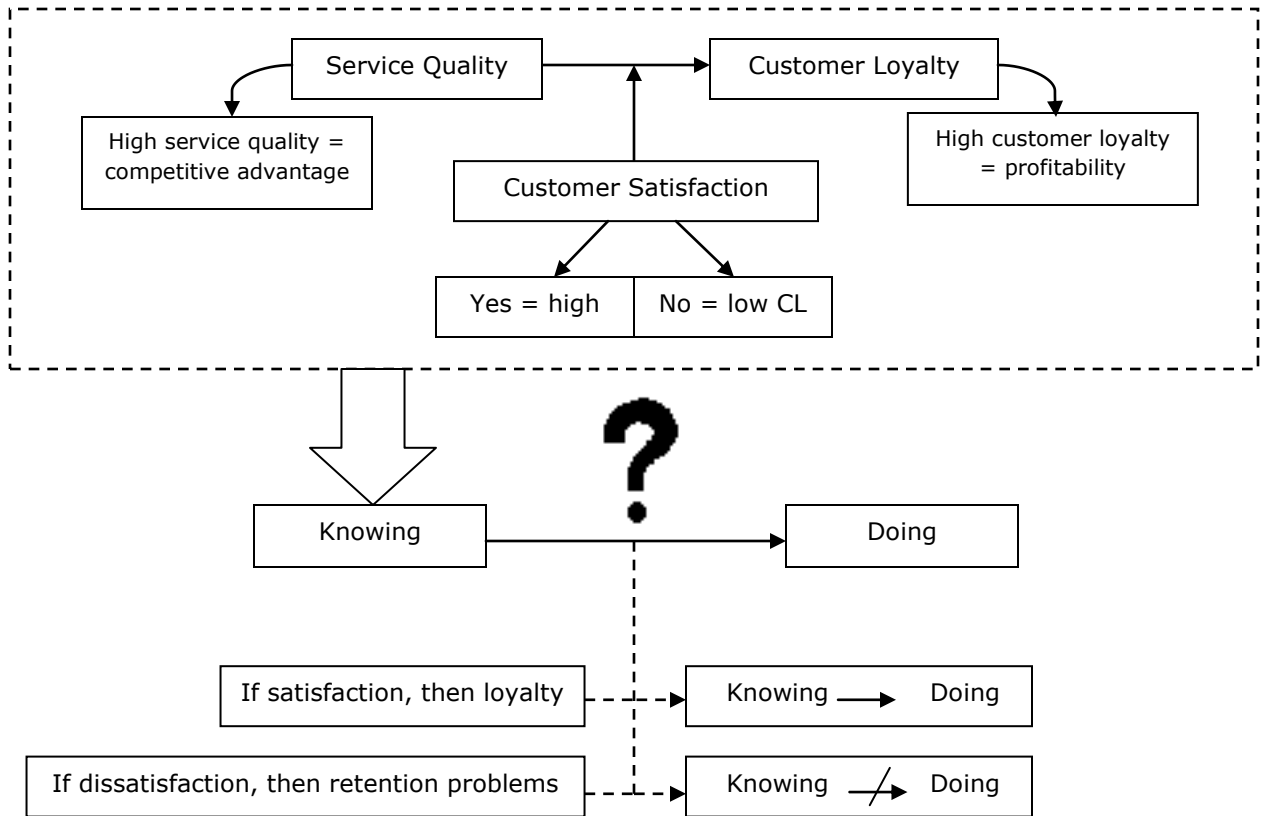 Service Quality
Customer Loyalty
High service quality =
competitive advantage
High customer loyalty
= profitability
Customer Satisfaction
Yes = high
No = low CL
?
Knowing
Doing
If satisfaction, then loyalty
Knowing
Doing
If dissatisfaction, then retention problems
Knowing
Doing